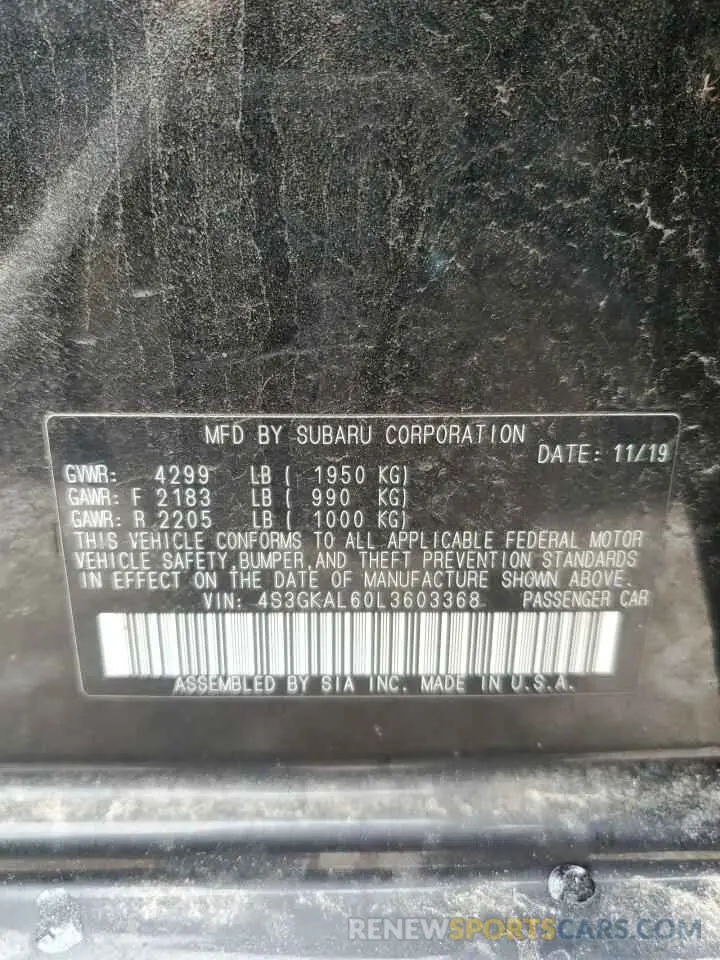 MFD BY SUBARU CORPORATION
DATE: 11/19
GVWR: 4299 LB ( 1950 KG)
GAWR: F 2183 LB ( 990 KG)
GAWR: R 2205 LB ( 1000 KG)
THIS VEHICLE CONFORMS TO ALL APPLICABLE FEDERAL MOTOR
VEHICLE SAFETY,BUMPER,AND THEFT PREVENTION STANDARDS
IN EFFECT ON THE DATE OF MANUFACTURE SHOWN ABOVE.
VIN: 4S3GKAL60L3603368 PASSENGER CAR
ASSEMBLED BY SIA INC. MADE IN U.S.A.
RENEWSPORTSCARS.COM